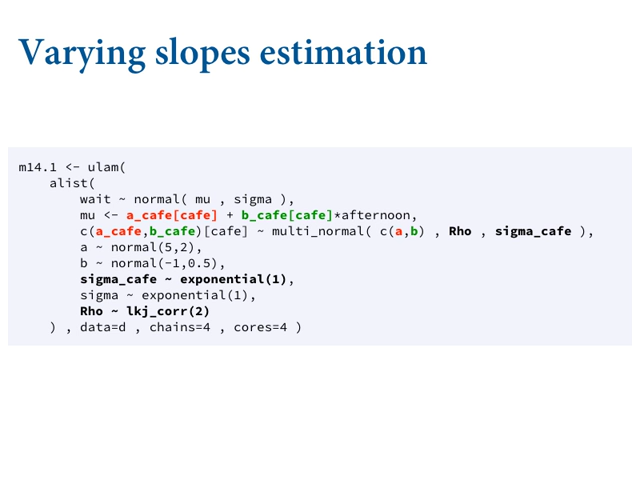 Varying slopes estimation
m14.1 <- ulam(
    alist(
        wait ~ normal( mu , sigma ),
        mu <- a_cafe[cafe] + b_cafe[cafe]*afternoon,
        c(a_cafe,b_cafe)[cafe] ~ multi_normal( c(a,b) , Rho , sigma_cafe ),
        a ~ normal(5,2),
        b ~ normal(-1,0.5),
        sigma_cafe ~ exponential(1),
        sigma ~ exponential(1),
        Rho ~ lkj_corr(2)
    ) , data=d , chains=4 , cores=4 )